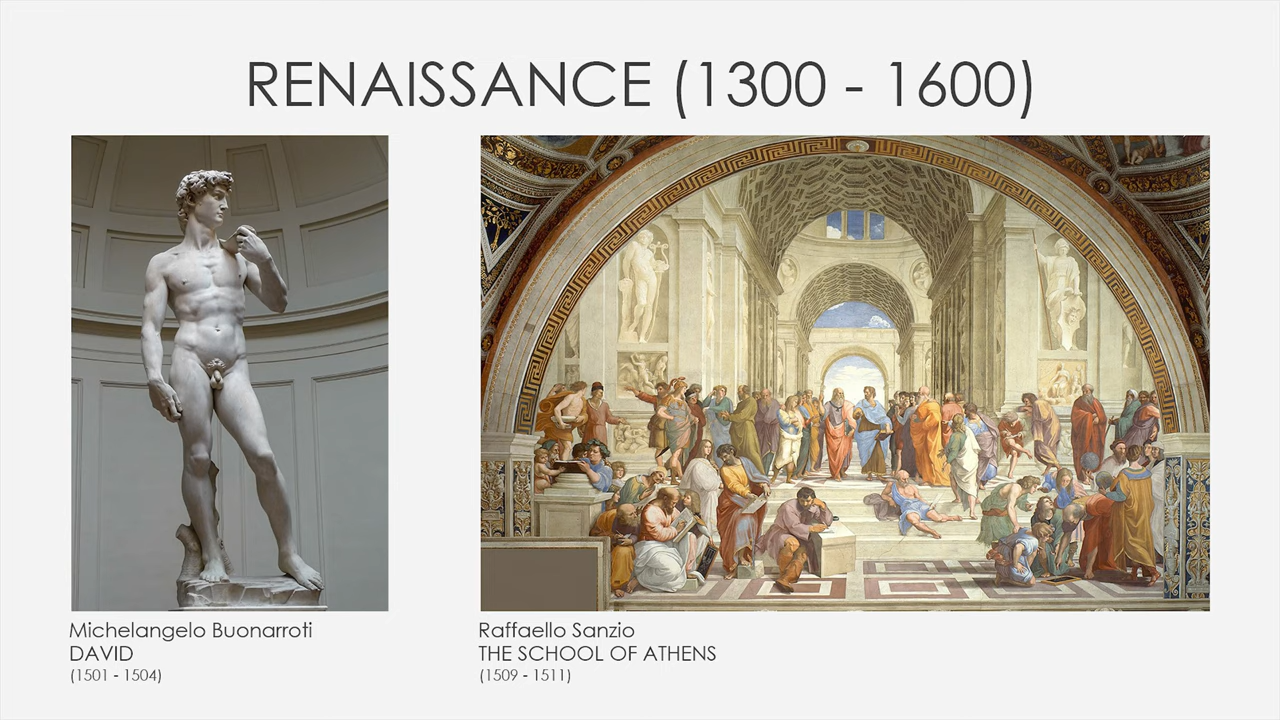 RENAISSANCE (1300 - 1600)
Michelangelo Buonarroti
DAVID
(1501 - 1504)
Raffaello Sanzio
THE SCHOOL OF ATHENS
(1509 - 1511)